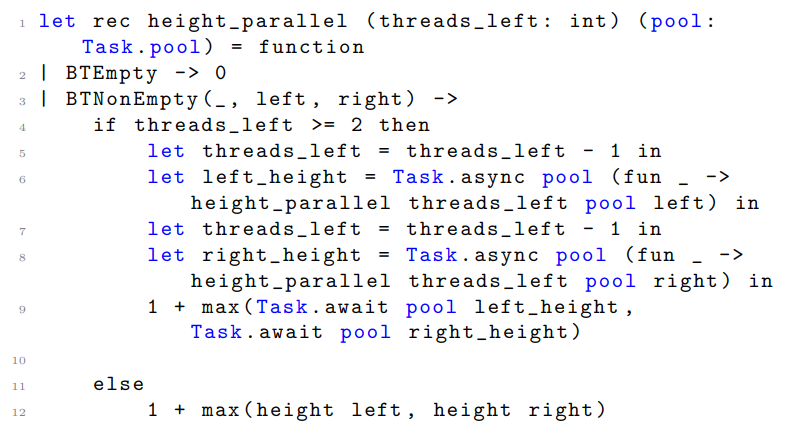 1 let rec height_parallel (threads_left: int) (pool:
Task.pool) = function
2 | BTEmpty -> 0
3 | BTNonEmpty(_, left, right) ->
4 if threads_left >= 2 then
5 let threads_left = threads_left - 1 in
6 let left_height = Task.async pool (fun _ ->
height_parallel threads_left pool left) in
7 let threads_left = threads_left - 1 in
8 let right_height = Task.async pool (fun _ ->
height_parallel threads_left pool right) in
9 1 + max(Task.await pool left_height,
Task.await pool right_height)
10
11 else
12 1 + max(height left, height right)